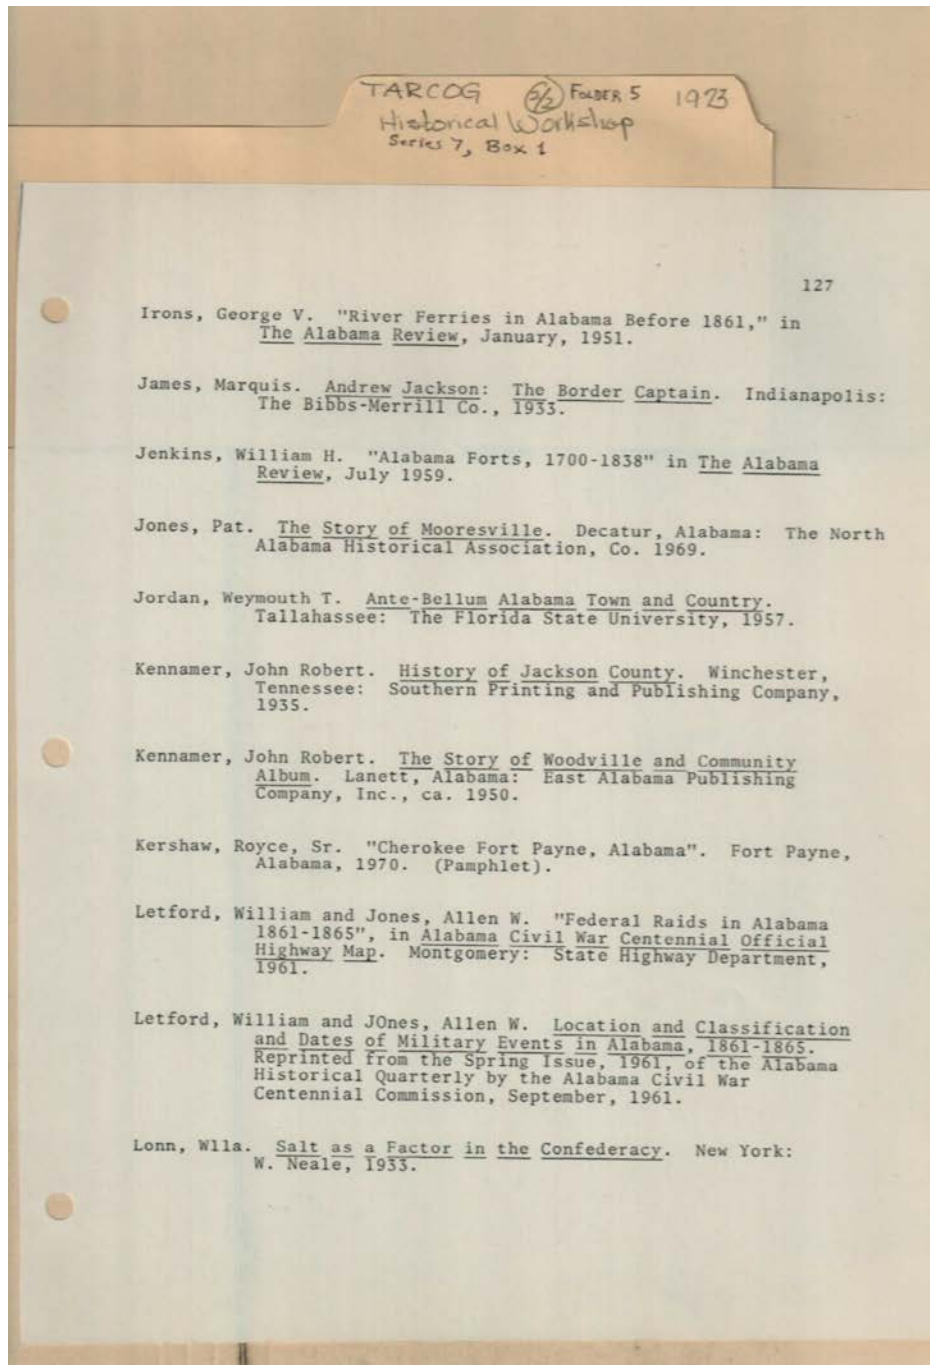 TARCOG 2/2 FOLDER 5 1973
Historical Workshop
Series 7, Box 1
127
Irons, George V. "River Ferries in Alabama Before 1861," in
The Alabama Review, January, 1951.
James, Marquis. Andrew Jackson: The Border Captain. Indianapolis:
The Bibbs-Merrill Co., 1933.
Jenkins, William H. "Alabama Forts, 1700-1838" in The Alabama
Review, July 1959.
Jones, Pat. The Story of Mooresville. Decatur, Alabama: The North
Alabama Historical Association, Co. 1969.
Jordan, Weymouth T. Ante-Bellum Alabama Town and Country.
Tallahassee: The Florida State University, 1957.
Kennamer, John Robert. History of Jackson County. Winchester,
Tennessee: Southern Printing and Publishing Company,
1935.
Kennamer, John Robert. The Story of Woodville and Community
Album. Lanett, Alabama: East Alabama Publishing
Company, Inc., ca. 1950.
Kershaw, Royce, Sr. "Cherokee Fort Payne, Alabama". Fort Payne,
Alabama, 1970. (Pamphlet).
Letford, William and Jones, Allen W. "Federal Raids in Alabama
1861-1865", in Alabama Civil War Centennial Official
Highway Map. Montgomery: State Highway Department,
1961.
Letford, William and JOnes, Allen W. Location and Classification
and Dates of Military Events in Alabama, 1861-1865.
Reprinted from the Spring Issue, 1961, of the Alabama
Historical Quarterly by the Alabama Civil War
Centennial Commission, September, 1961.
Lonn, Wlla. Salt as a Factor in the Confederacy. New York:
W. Neale, 1933.